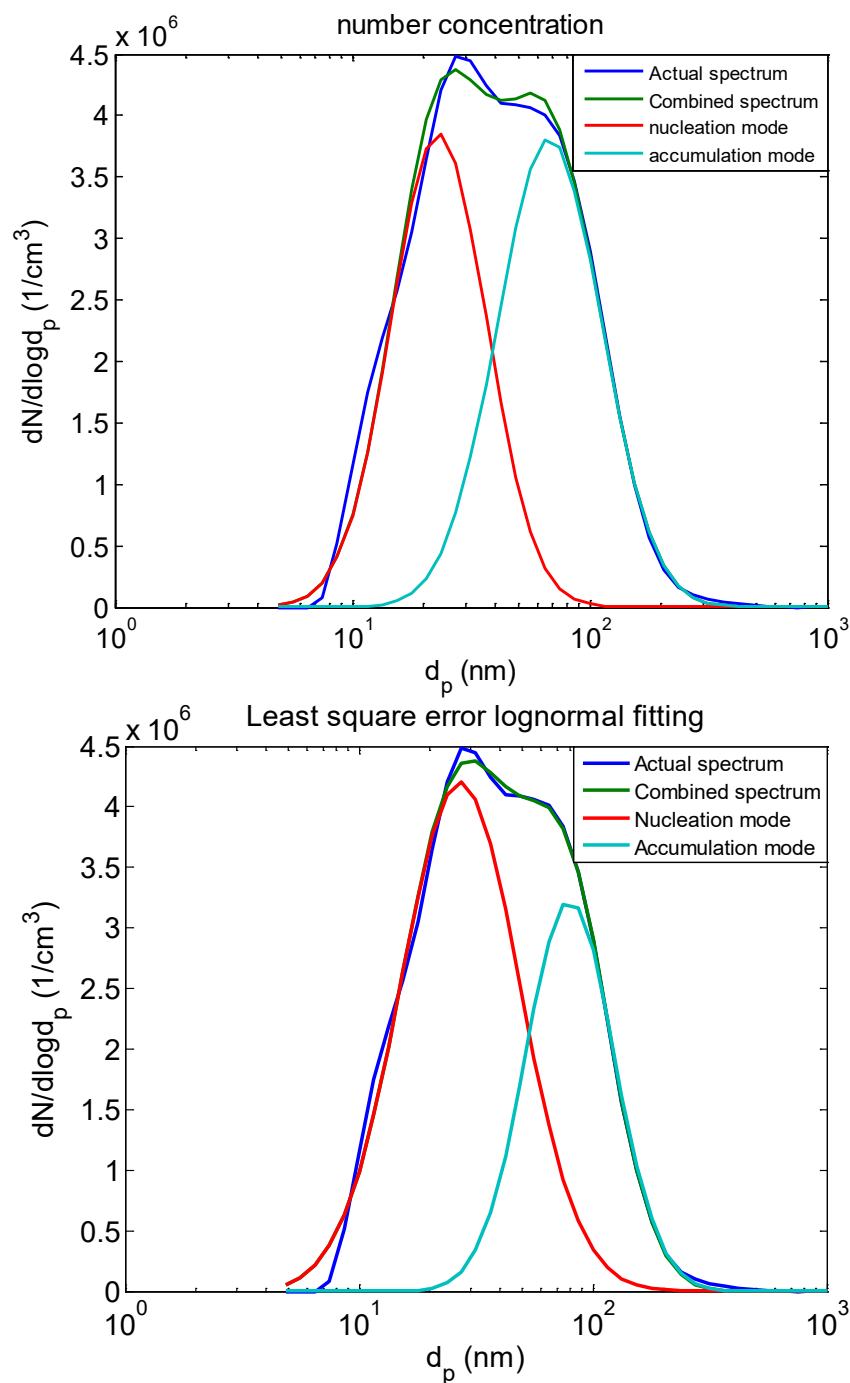 number concentration
x 10^6
4.5
4
3.5
3
2.5
2
1.5
1
0.5
0
dN/dlogd_p (1/cm^3)
Actual spectrum
Combined spectrum
nucleation mode
accumulation mode
10^0 10^1 10^2 10^3
d_p (nm)
Least square error lognormal fitting
x 10^6
4.5
4
3.5
3
2.5
2
1.5
1
0.5
0
dN/dlogd_p (1/cm^3)
Actual spectrum
Combined spectrum
Nucleation mode
Accumulation mode
10^0 10^1 10^2 10^3
d_p (nm)